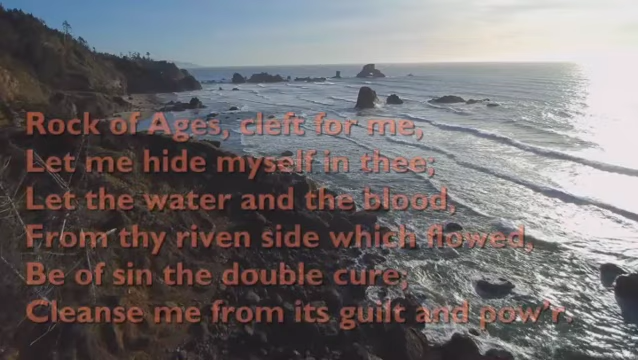 Rock of Ages, cleft for me,
Let me hide myself in thee;
Let the water and the blood,
From thy riven side which flowed,
Be of sin the double cure;
Cleanse me from its guilt and pow'r.